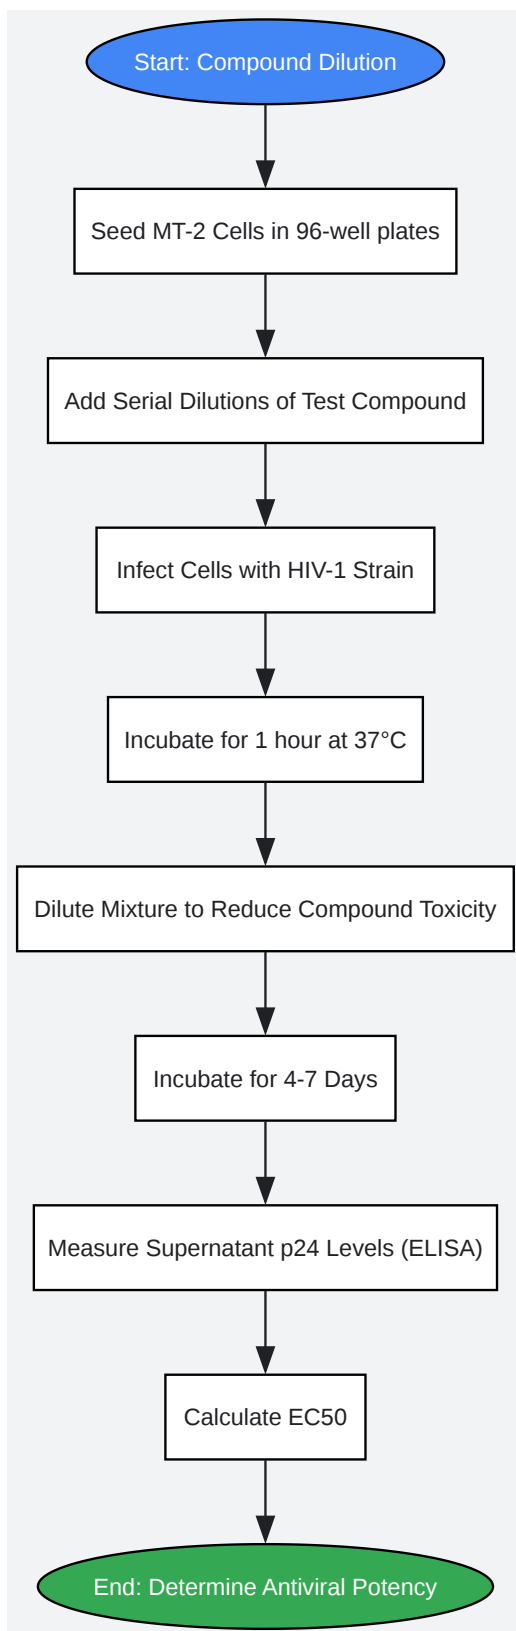 Start: Compound Dilution
Seed MT-2 Cells in 96-well plates
Add Serial Dilutions of Test Compound
Infect Cells with HIV-1 Strain
Incubate for 1 hour at 37°C
Dilute Mixture to Reduce Compound Toxicity
Incubate for 4-7 Days
Measure Supernatant p24 Levels (ELISA)
Calculate EC50
End: Determine Antiviral Potency